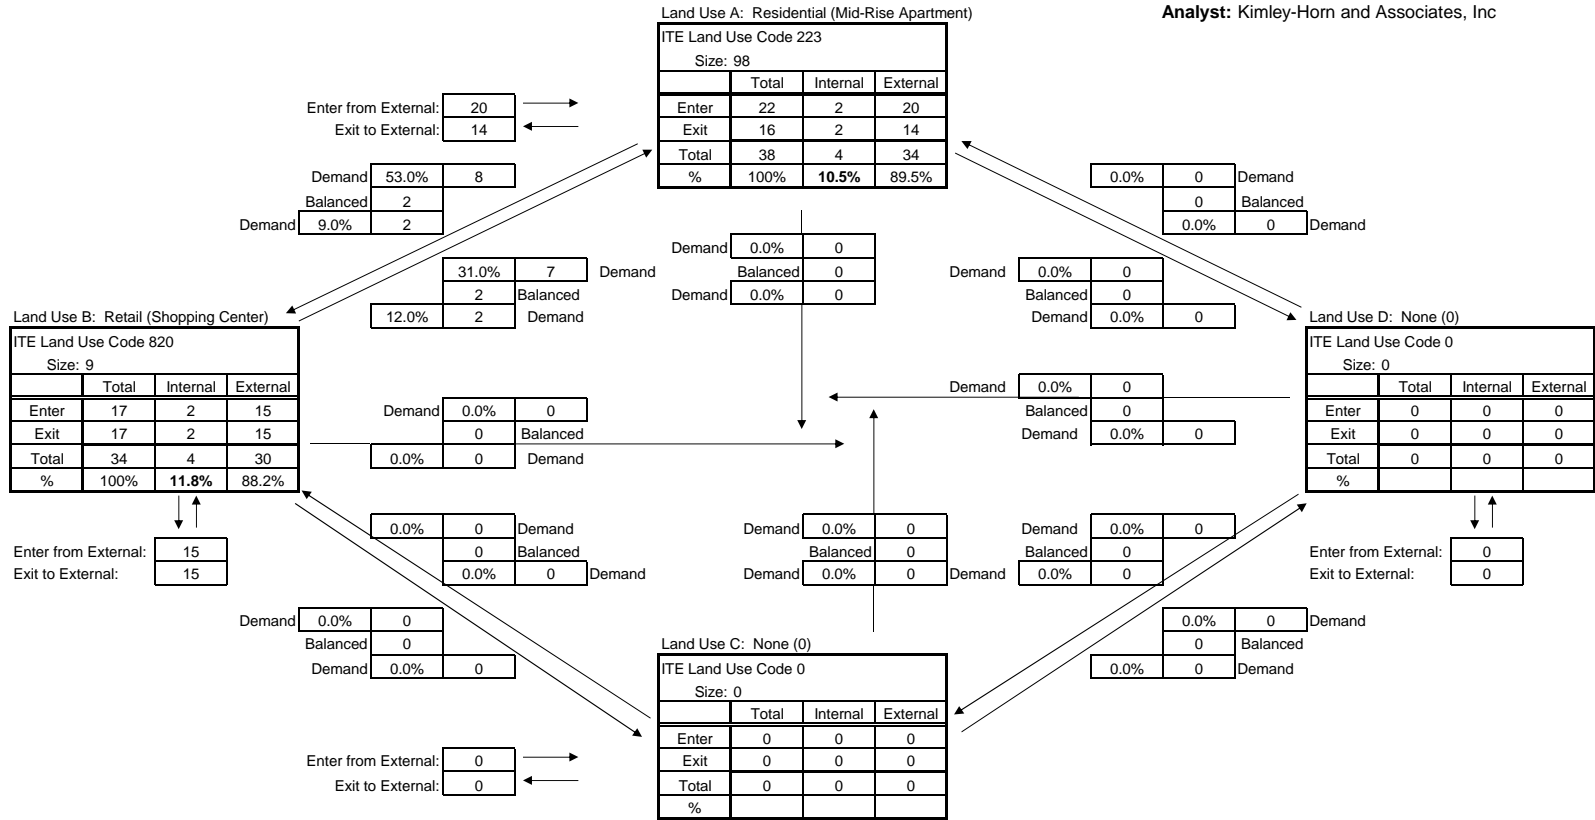 Land Use A: Residential (Mid-Rise Apartment)
Analyst: Kimley-Horn and Associates, Inc
ITE Land Use Code 223
Size: 98
Total Internal External
Enter 22 2 20
Exit 16 2 14
Total 38 4 34
% 100% 10.5% 89.5%
Enter from External: 20
Exit to External: 14
Demand 53.0% 8
Balanced 2
Demand 9.0% 2
0.0% 0 Demand
0 Balanced
0.0% 0 Demand
Demand 0.0% 0
Balanced 0
Demand 0.0% 0
31.0% 7 Demand
2 Balanced
12.0% 2 Demand
Demand 0.0% 0
Balanced 0
Demand 0.0% 0
Land Use B: Retail (Shopping Center)
ITE Land Use Code 820
Size: 9
Total Internal External
Enter 17 2 15
Exit 17 2 15
Total 34 4 30
% 100% 11.8% 88.2%
Enter from External: 15
Exit to External: 15
Land Use D: None (0)
ITE Land Use Code 0
Size: 0
Total Internal External
Enter 0 0 0
Exit 0 0 0
Total 0 0 0
%
Enter from External: 0
Exit to External: 0
Demand 0.0% 0
0 Balanced
0.0% 0 Demand
Demand 0.0% 0
Balanced 0
Demand 0.0% 0
0.0% 0 Demand
0 Balanced
0.0% 0 Demand
Demand 0.0% 0
Balanced 0
Demand 0.0% 0
Demand 0.0% 0
Balanced 0
Demand 0.0% 0
Demand 0.0% 0
Balanced 0
Demand 0.0% 0
0.0% 0 Demand
0 Balanced
0.0% 0 Demand
Land Use C: None (0)
ITE Land Use Code 0
Size: 0
Total Internal External
Enter 0 0 0
Exit 0 0 0
Total 0 0 0
%
Enter from External: 0
Exit to External: 0